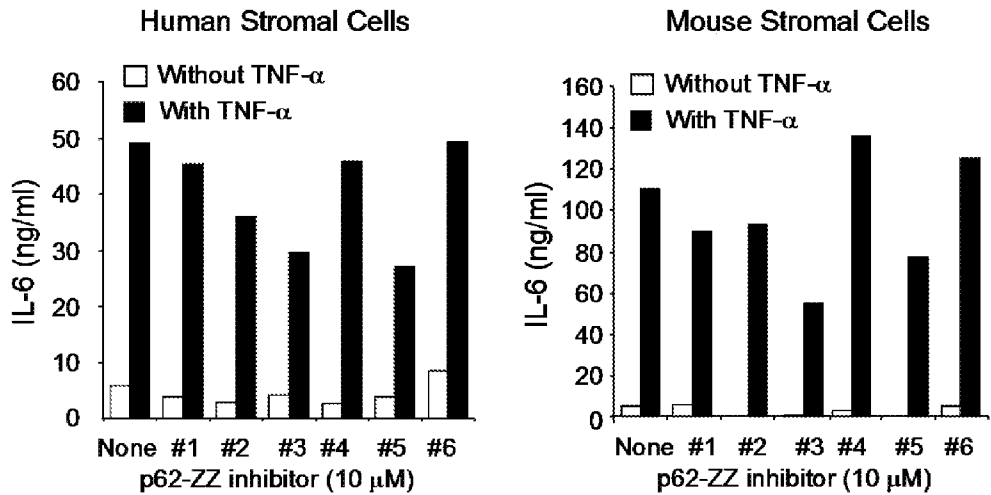 Human Stromal Cells
Without TNF-α
With TNF-α
IL-6 (ng/ml)
60
50
40
30
20
10
0
None #1 #2 #3 #4 #5 #6
p62-ZZ inhibitor (10 µM)
Mouse Stromal Cells
Without TNF-α
With TNF-α
IL-6 (ng/ml)
160
140
120
100
80
60
40
20
0
None #1 #2 #3 #4 #5 #6
p62-ZZ inhibitor (10 µM)